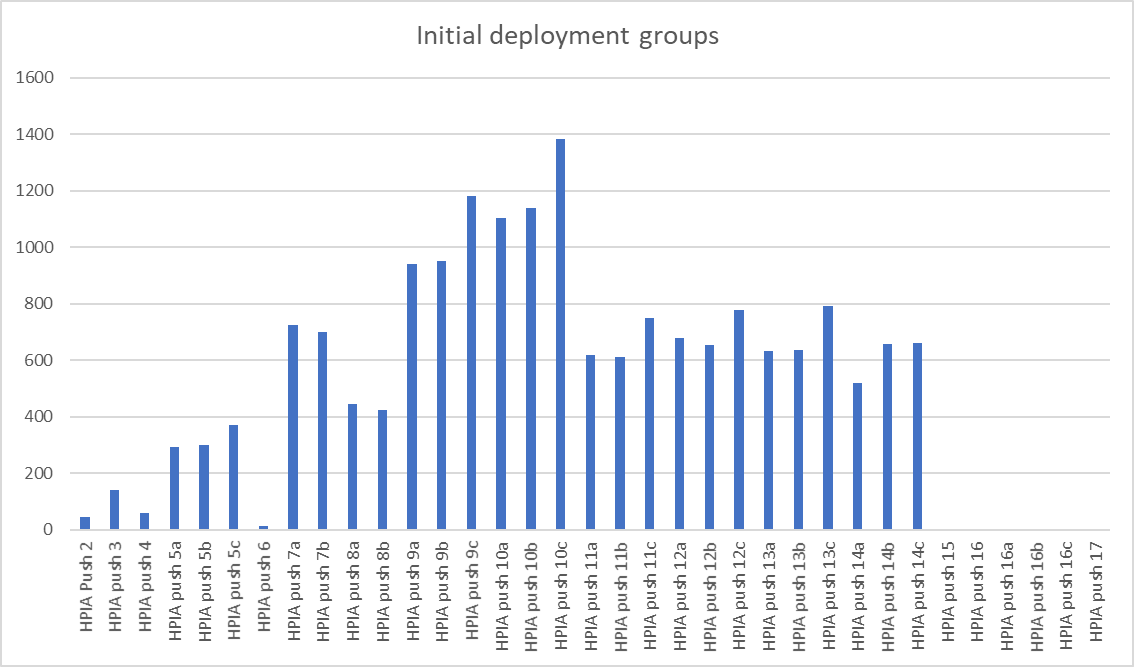 Initial deployment groups
1600
1400
1200
1000
800
600
400
200
0
HPIA Push 2
HPIA push 3
HPIA push 4
HPIA push 5a
HPIA push 5b
HPIA push 5c
HPIA push 6
HPIA push 7a
HPIA push 7b
HPIA push 8a
HPIA push 8b
HPIA push 9a
HPIA push 9b
HPIA push 9c
HPIA push 10a
HPIA push 10b
HPIA push 10c
HPIA push 11a
HPIA push 11b
HPIA push 11c
HPIA push 12a
HPIA push 12b
HPIA push 12c
HPIA push 13a
HPIA push 13b
HPIA push 13c
HPIA push 14a
HPIA push 14b
HPIA push 14c
HPIA push 15
HPIA push 16
HPIA push 16a
HPIA push 16b
HPIA push 16c
HPIA push 17